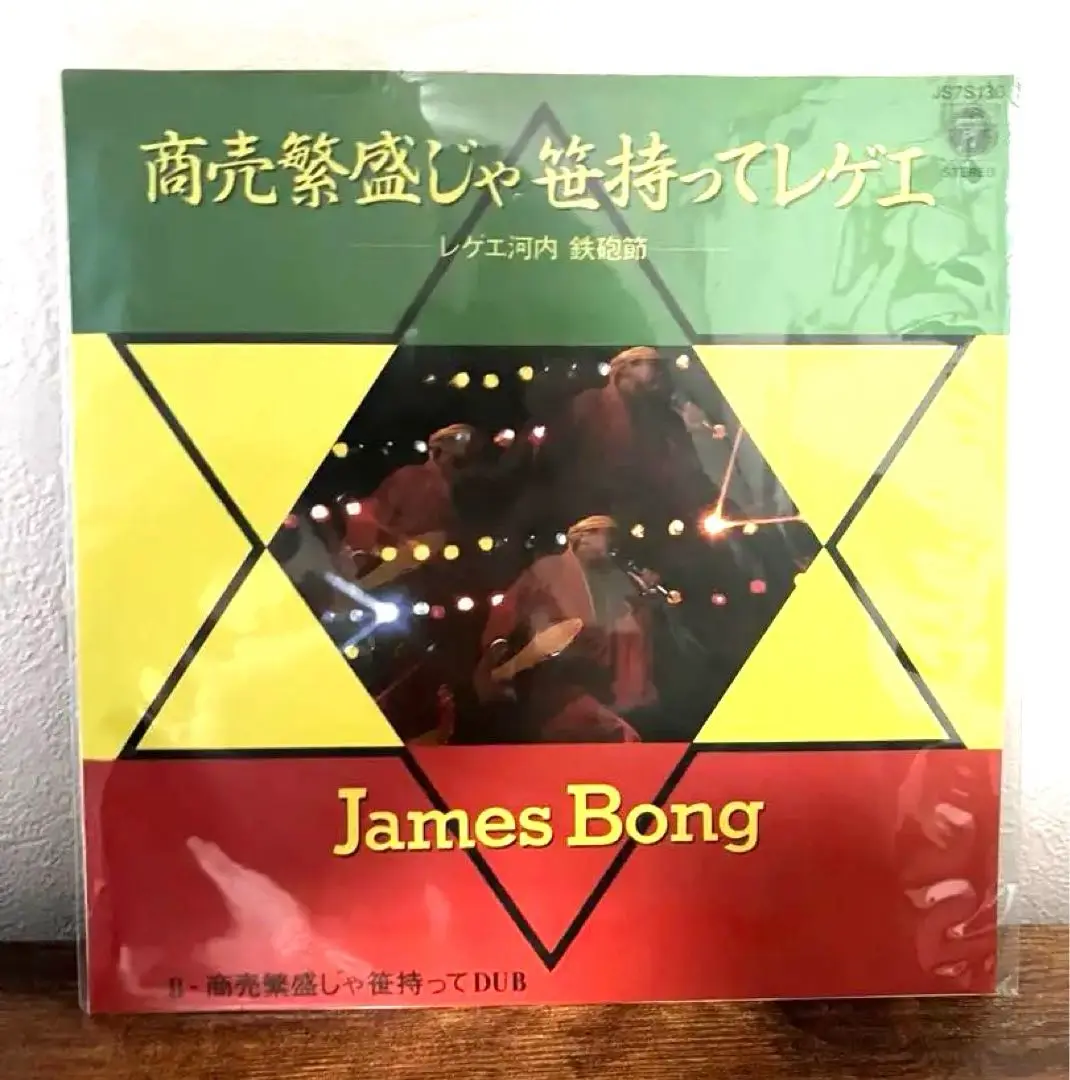 JS7S136
STEREO
商売繁盛じゃ 笹持ってレゲエ
レゲエ河内 鉄砲節
James Bong
B - 商売繁盛じゃ笹持ってDUB